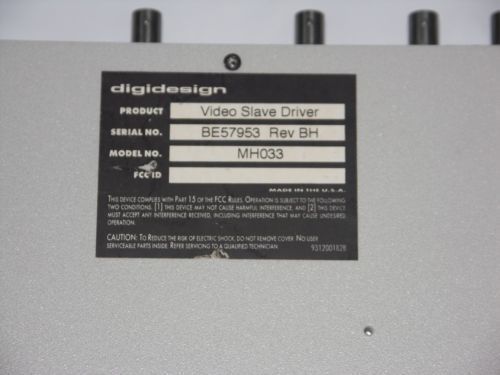 digidesign
PRODUCT Video Slave Driver
SERIAL NO. BE57953 Rev BH
MODEL NO. MH033
FCC ID
MADE IN THE U.S.A.
THIS DEVICE COMPLIES WITH PART 15 OF THE FCC RULES. OPERATION IS SUBJECT TO THE FOLLOWING
TWO CONDITIONS. [1] THIS DEVICE MAY NOT CAUSE HARMFUL INTERFERENCE, AND [2] THIS DEVICE
MUST ACCEPT ANY INTERFERENCE RECEIVED, INCLUDING INTERFERENCE THAT MAY CAUSE UNDESIRED
OPERATION.
CAUTION: TO REDUCE THE RISK OF ELECTRIC SHOCK, DO NOT REMOVE COVER. NO USER
SERVICEABLE PARTS INSIDE. REFER SERVICING TO A QUALIFIED TECHNICIAN.
9312001828